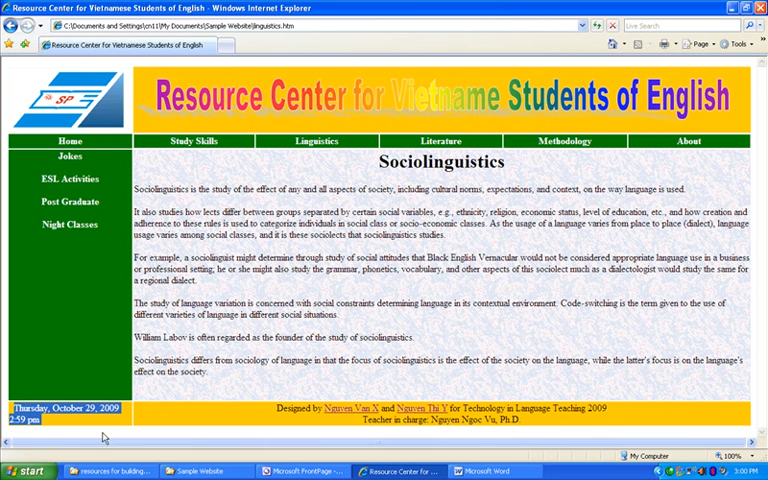 Resource Center for Vietnamese Students of English - Windows Internet Explorer
C:\Documents and Settings\cn11\My Documents\Sample Website\linguistics.htm
Live Search
Resource Center for Vietnamese Students of English
Page
Tools
SP
Resource Center for Vietname Students of English
Home
Study Skills
Linguistics
Literature
Methodology
About
Jokes
ESL Activities
Post Graduate
Night Classes
Sociolinguistics
Sociolinguistics is the study of the effect of any and all aspects of society, including cultural norms, expectations, and context, on the way language is used.
It also studies how lects differ between groups separated by certain social variables, e.g., ethnicity, religion, economic status, level of education, etc., and how creation and
adherence to these rules is used to categorize individuals in social class or socio-economic classes. As the usage of a language varies from place to place (dialect), language
usage varies among social classes, and it is these sociolects that sociolinguistics studies.
For example, a sociolinguist might determine through study of social attitudes that Black English Vernacular would not be considered appropriate language use in a business
or professional setting; he or she might also study the grammar, phonetics, vocabulary, and other aspects of this sociolect much as a dialectologist would study the same for
a regional dialect.
The study of language variation is concerned with social constraints determining language in its contextual environment. Code-switching is the term given to the use of
different varieties of language in different social situations.
William Labov is often regarded as the founder of the study of sociolinguistics.
Sociolinguistics differs from sociology of language in that the focus of sociolinguistics is the effect of the society on the language, while the latter's focus is on the language's
effect on the society.
Thursday, October 29, 2009
2:59 pm
Designed by Nguyen Van X and Nguyen Thi Y for Technology in Language Teaching 2009
Teacher in charge: Nguyen Ngoc Vu, Ph.D.
My Computer
100%
start
resources for building...
Sample Website
Microsoft FrontPage -...
Resource Center for ...
Microsoft Word
3:00 PM